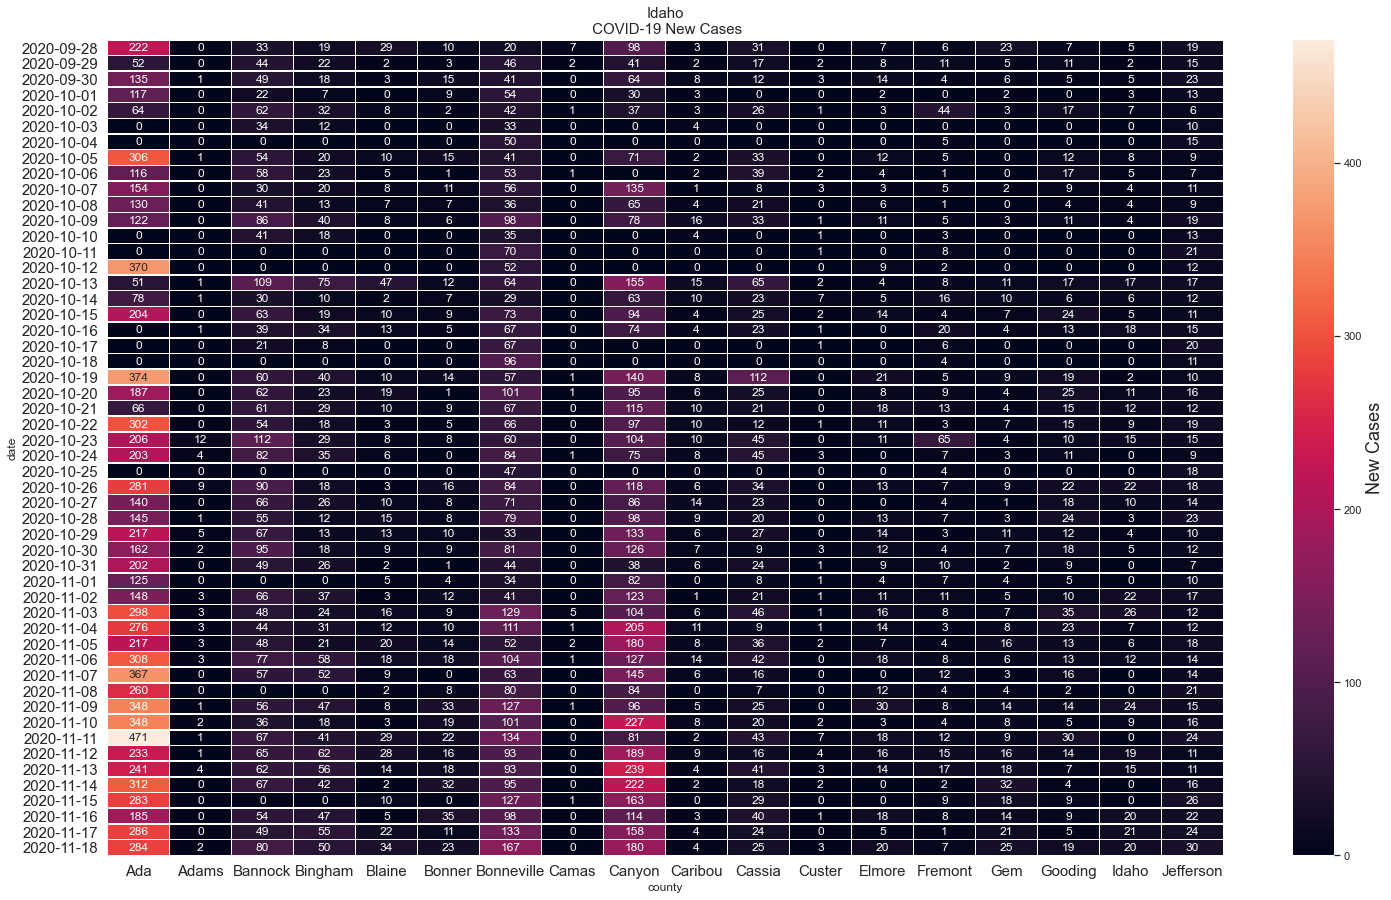 Idaho
COVID-19 New Cases
2020-09-28 222 0 33 19 29 10 20 7 98 3 31 0 7 6 23 7 5 19
2020-09-29 52 0 44 22 2 3 46 2 41 2 17 2 8 11 5 11 2 15
2020-09-30 135 1 49 18 3 15 41 0 64 8 12 3 14 4 6 5 5 23
2020-10-01 117 0 22 7 0 9 54 0 30 3 0 0 2 0 2 0 3 13
2020-10-02 64 0 62 32 8 2 42 1 37 3 26 1 3 44 3 17 7 6
2020-10-03 0 0 34 12 0 0 33 0 0 4 0 0 0 0 0 0 0 10
2020-10-04 0 0 0 0 0 0 50 0 0 0 0 0 0 5 0 0 0 15
2020-10-05 306 1 54 20 10 15 41 0 71 2 33 0 12 5 0 12 8 9
2020-10-06 116 0 58 23 5 1 53 1 0 2 39 2 4 1 0 17 5 7
2020-10-07 154 0 30 20 8 11 56 0 135 1 8 3 3 5 2 9 4 11
2020-10-08 130 0 41 13 7 7 36 0 65 4 21 0 6 1 0 4 4 9
2020-10-09 122 0 86 40 8 6 98 0 78 16 33 1 11 5 3 11 4 19
2020-10-10 0 0 41 18 0 0 35 0 0 4 0 1 0 3 0 0 0 13
2020-10-11 0 0 0 0 0 0 70 0 0 0 0 1 0 8 0 0 0 21
2020-10-12 370 0 0 0 0 0 52 0 0 0 0 0 9 2 0 0 0 12
2020-10-13 51 1 109 75 47 12 64 0 155 15 65 2 4 8 11 17 17 17
2020-10-14 78 1 30 10 2 7 29 0 63 10 23 7 5 16 10 6 6 12
2020-10-15 204 0 63 19 10 9 73 0 94 4 25 2 14 4 7 24 5 11
2020-10-16 0 1 39 34 13 5 67 0 74 4 23 1 0 20 4 13 18 15
2020-10-17 0 0 21 8 0 0 67 0 0 0 0 1 0 6 0 0 0 20
2020-10-18 0 0 0 0 0 0 96 0 0 0 0 0 0 4 0 0 0 11
2020-10-19 374 0 60 40 10 14 57 1 140 8 112 0 21 5 9 19 2 10
2020-10-20 187 0 62 23 19 1 101 1 95 6 25 0 8 9 4 25 11 16
2020-10-21 66 0 61 29 10 9 67 0 115 10 21 0 18 13 4 15 12 12
2020-10-22 302 0 54 18 3 5 66 0 97 10 12 1 11 3 7 15 9 19
2020-10-23 206 12 112 29 8 8 60 0 104 10 45 0 11 65 4 10 15 15
2020-10-24 203 4 82 35 6 0 84 1 75 8 45 3 0 7 3 11 0 9
2020-10-25 0 0 0 0 0 0 47 0 0 0 0 0 0 4 0 0 0 18
2020-10-26 281 9 90 18 3 16 84 0 118 6 34 0 13 7 9 22 22 18
2020-10-27 140 0 66 26 10 8 71 0 86 14 23 0 0 4 1 18 10 14
2020-10-28 145 1 55 12 15 8 79 0 98 9 20 0 13 7 3 24 3 23
2020-10-29 217 5 67 13 13 10 33 0 133 6 27 0 14 3 11 12 4 10
2020-10-30 162 2 95 18 9 9 81 0 126 7 9 3 12 4 7 18 5 12
2020-10-31 202 0 49 26 2 1 44 0 38 6 24 1 9 10 2 9 0 7
2020-11-01 125 0 0 0 5 4 34 0 82 0 8 1 4 7 4 5 0 10
2020-11-02 148 3 66 37 3 12 41 0 123 1 21 1 11 11 5 10 22 17
2020-11-03 298 3 48 24 16 9 129 5 104 6 46 1 16 8 7 35 26 12
2020-11-04 276 3 44 31 12 10 111 1 205 11 9 1 14 3 8 23 7 12
2020-11-05 217 3 48 21 20 14 52 2 180 8 36 2 7 4 16 13 6 18
2020-11-06 308 3 77 58 18 18 104 1 127 14 42 0 18 8 6 13 12 14
2020-11-07 367 0 57 52 9 0 63 0 145 6 16 0 0 12 3 16 0 14
2020-11-08 260 0 0 0 2 8 80 0 84 0 7 0 12 4 4 2 0 21
2020-11-09 348 1 56 47 8 33 127 1 96 5 25 0 30 8 14 14 24 15
2020-11-10 348 2 36 18 3 19 101 0 227 8 20 2 3 4 8 5 9 16
2020-11-11 471 1 67 41 29 22 134 0 81 2 43 7 18 12 9 30 0 24
2020-11-12 233 1 65 62 28 16 93 0 189 9 16 4 16 15 16 14 19 11
2020-11-13 241 4 62 56 14 18 93 0 239 4 41 3 14 17 18 7 15 11
2020-11-14 312 0 67 42 2 32 95 0 222 2 18 2 0 2 32 4 0 16
2020-11-15 283 0 0 0 10 0 127 1 163 0 29 0 0 9 18 9 0 26
2020-11-16 185 0 54 47 5 35 98 0 114 3 40 1 18 8 14 9 20 22
2020-11-17 286 0 49 55 22 11 133 0 158 4 24 0 5 1 21 5 21 24
2020-11-18 284 2 80 50 34 23 167 0 180 4 25 3 20 7 25 19 20 30
Ada Adams Bannock Bingham Blaine Bonner Bonneville Camas Canyon Caribou Cassia Custer Elmore Fremont Gem Gooding Idaho Jefferson
county
date
400
300
200
100
0
New Cases